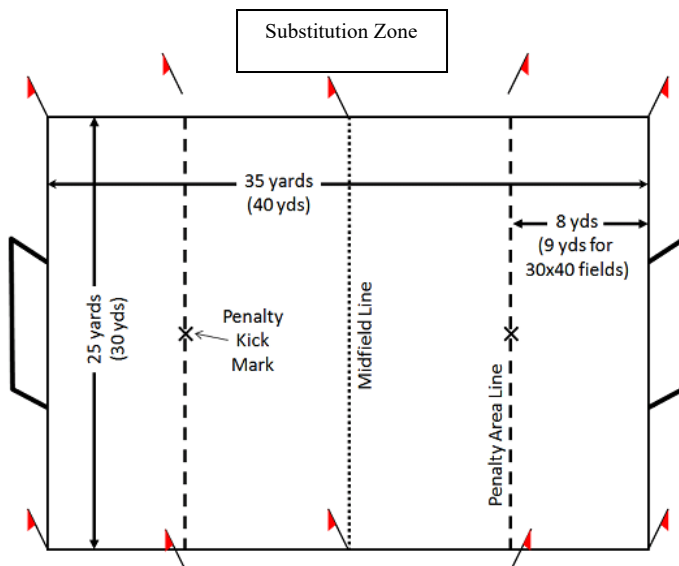 Substitution Zone
35 yards
(40 yds)
8 yds
(9 yds for
30x40 fields)
25 yards
(30 yds)
Penalty
Kick
Mark
Midfield Line
Penalty Area Line